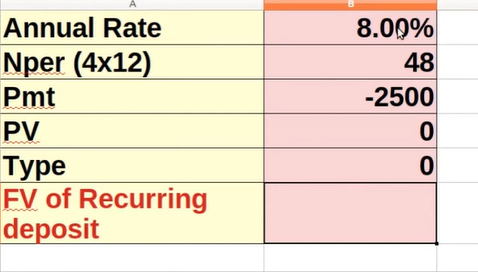 A B
Annual Rate 8.00%
Nper (4x12) 48
Pmt -2500
PV 0
Type 0
FV of Recurring
deposit